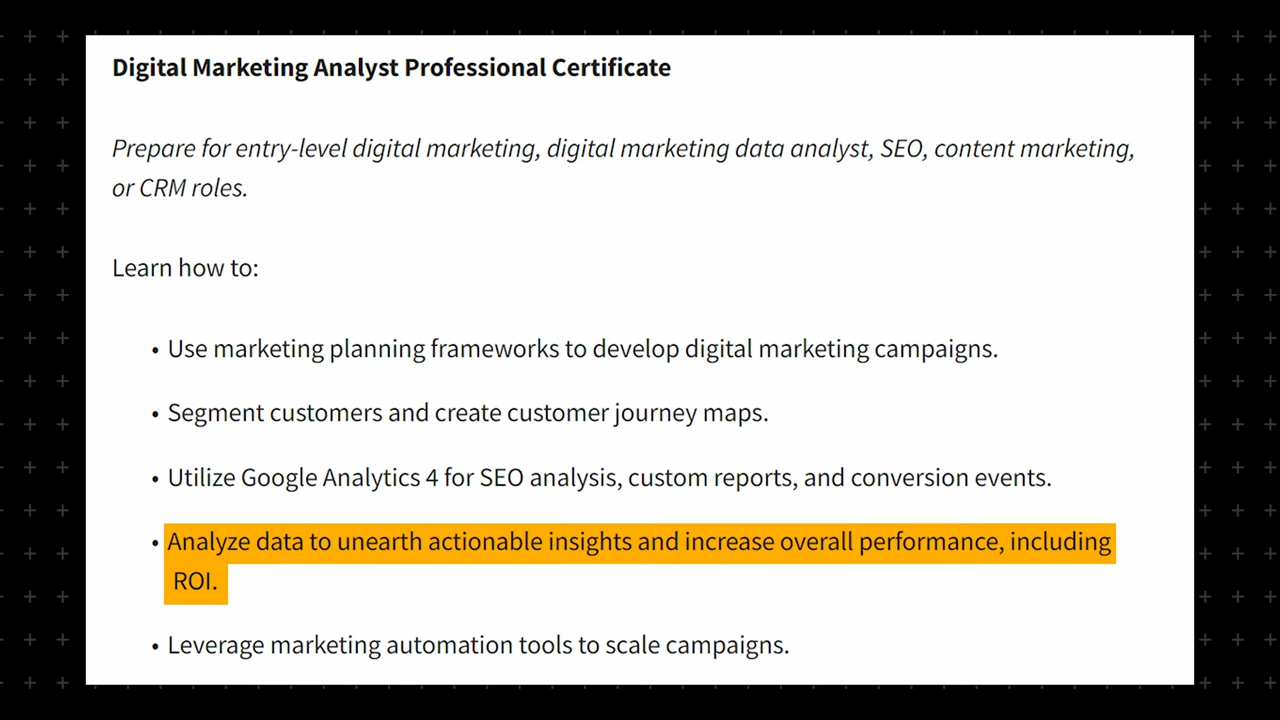 Digital Marketing Analyst Professional Certificate
Prepare for entry-level digital marketing, digital marketing data analyst, SEO, content marketing,
or CRM roles.
Learn how to:
• Use marketing planning frameworks to develop digital marketing campaigns.
• Segment customers and create customer journey maps.
• Utilize Google Analytics 4 for SEO analysis, custom reports, and conversion events.
• Analyze data to unearth actionable insights and increase overall performance, including
ROI.
• Leverage marketing automation tools to scale campaigns.